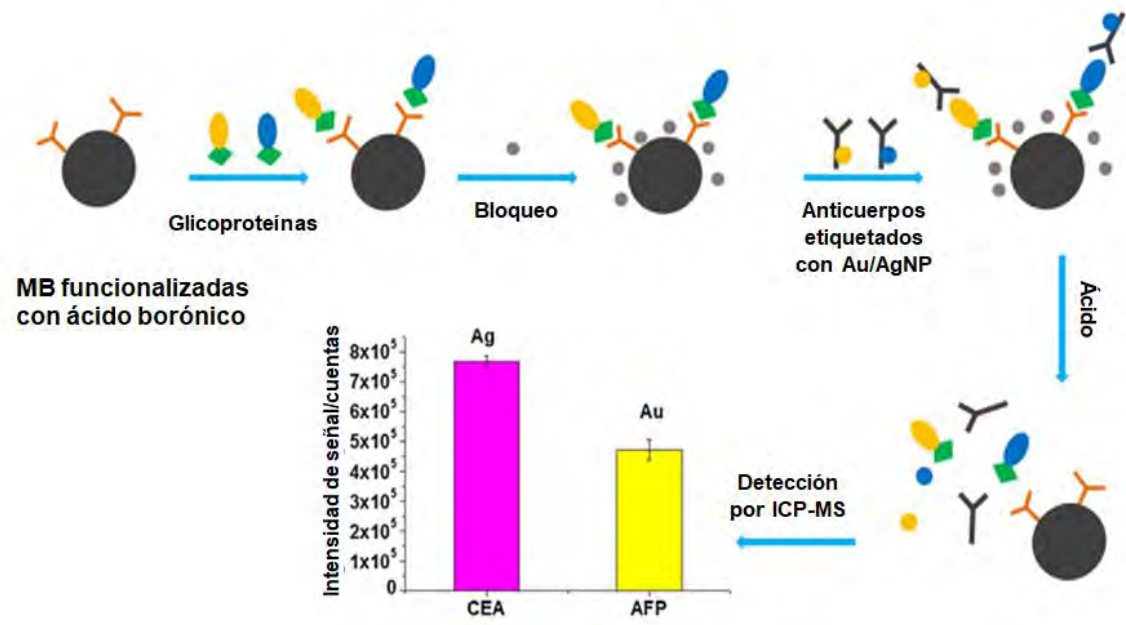 Glicoproteínas
Bloqueo
Anticuerpos
etiquetados
con Au/AgNP
MB funcionalizadas
con ácido borónico
Ácido
Detección
por ICP-MS
Intensidad de señal/cuentas
8x10⁵
7x10⁵
6x10⁵
5x10⁵
4x10⁵
3x10⁵
2x10⁵
1x10⁵
0
Ag
Au
CEA
AFP